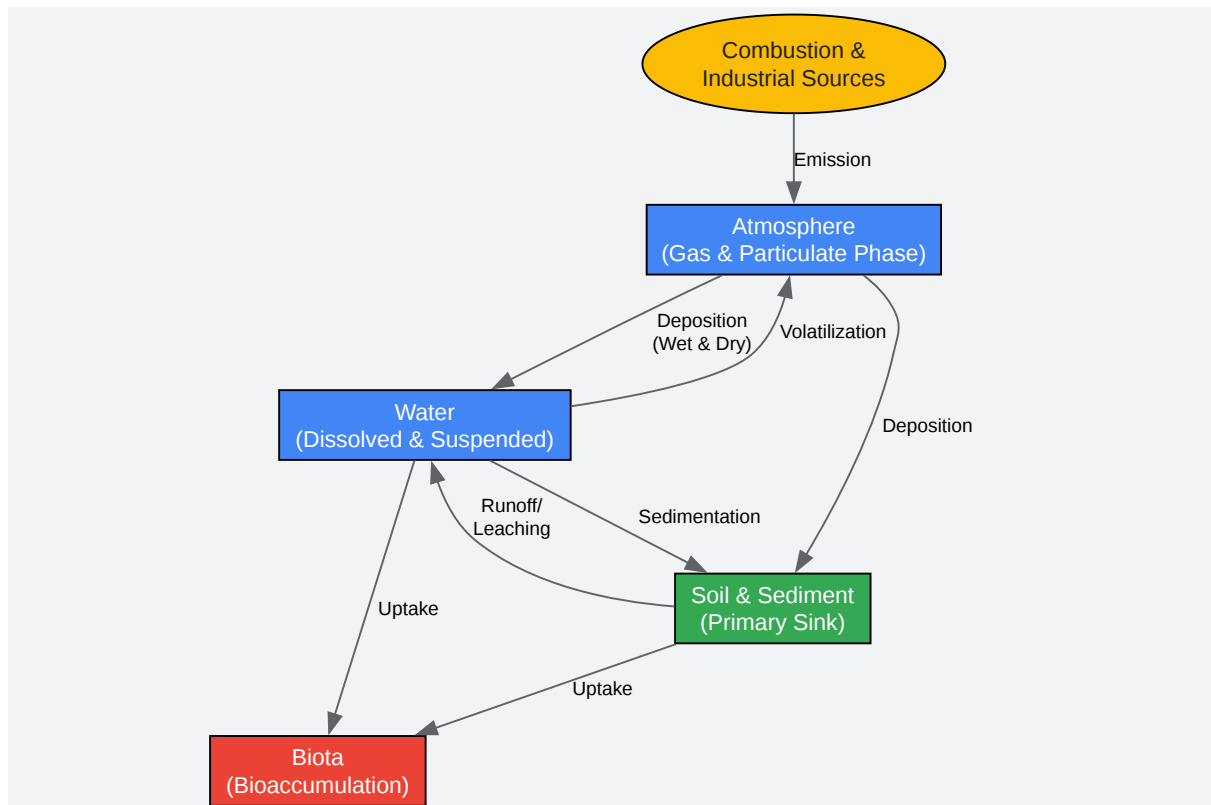 Combustion &
Industrial Sources
Emission
Atmosphere
(Gas & Particulate Phase)
Deposition
(Wet & Dry)
Volatilization
Water
(Dissolved & Suspended)
Deposition
Runoff/
Leaching
Sedimentation
Soil & Sediment
(Primary Sink)
Uptake
Uptake
Biota
(Bioaccumulation)